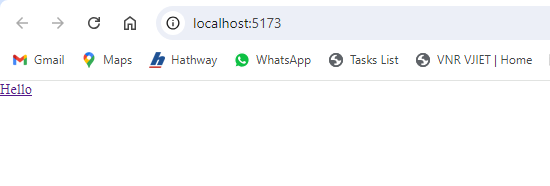 localhost:5173
Gmail Maps Hathway WhatsApp Tasks List VNR VJIET | Home
Hello